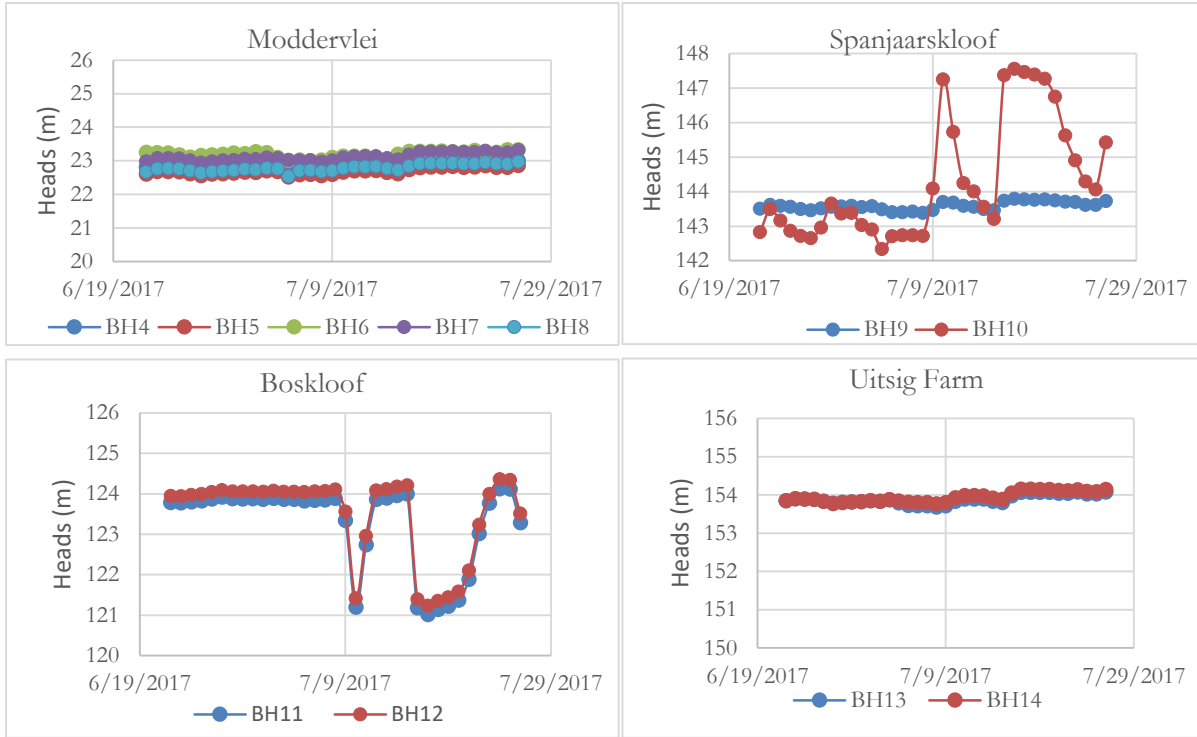 Moddervlei
Heads (m)
26
25
24
23
22
21
20
6/19/2017 7/9/2017 7/29/2017
BH4 BH5 BH6 BH7 BH8
Spanjaarskloof
Heads (m)
148
147
146
145
144
143
142
6/19/2017 7/9/2017 7/29/2017
BH9 BH10
Boskloof
Heads (m)
126
125
124
123
122
121
120
6/19/2017 7/9/2017 7/29/2017
BH11 BH12
Uitsig Farm
Heads (m)
156
155
154
153
152
151
150
6/19/2017 7/9/2017 7/29/2017
BH13 BH14